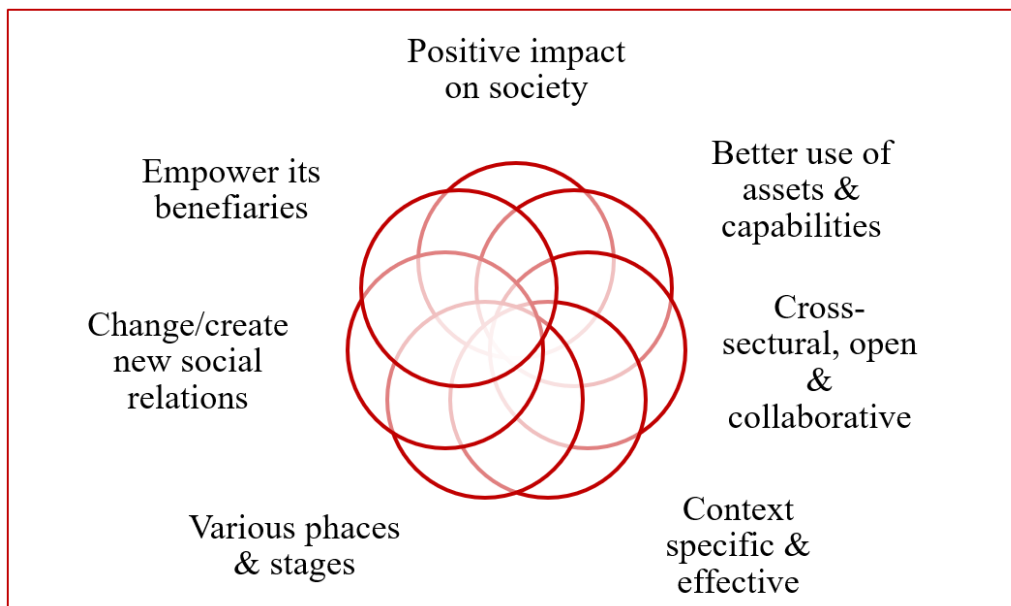 Positive impact
on society
Better use of
assets &
capabilities
Cross-
sectural, open
&
collaborative
Context
specific &
effective
Various phaces
& stages
Change/create
new social
relations
Empower its
benefiaries